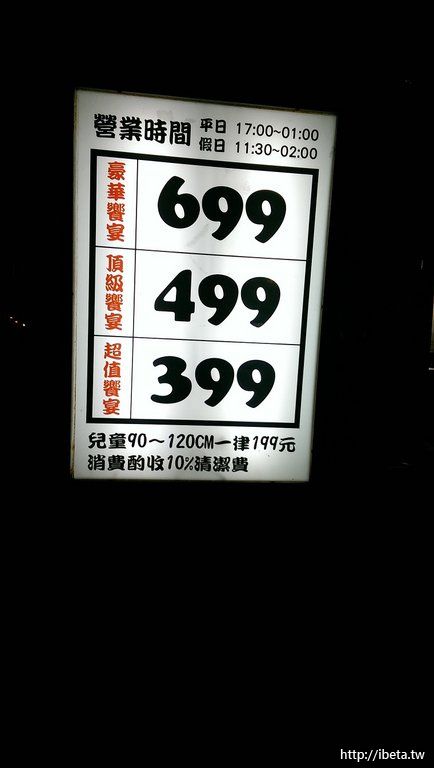 營業時間 平日 17:00~01:00
假日 11:30~02:00
豪華饗宴 699
頂級饗宴 499
超值饗宴 399
兒童90～120CM一律199元
消費酌收10%清潔費
http://ibeta.tw